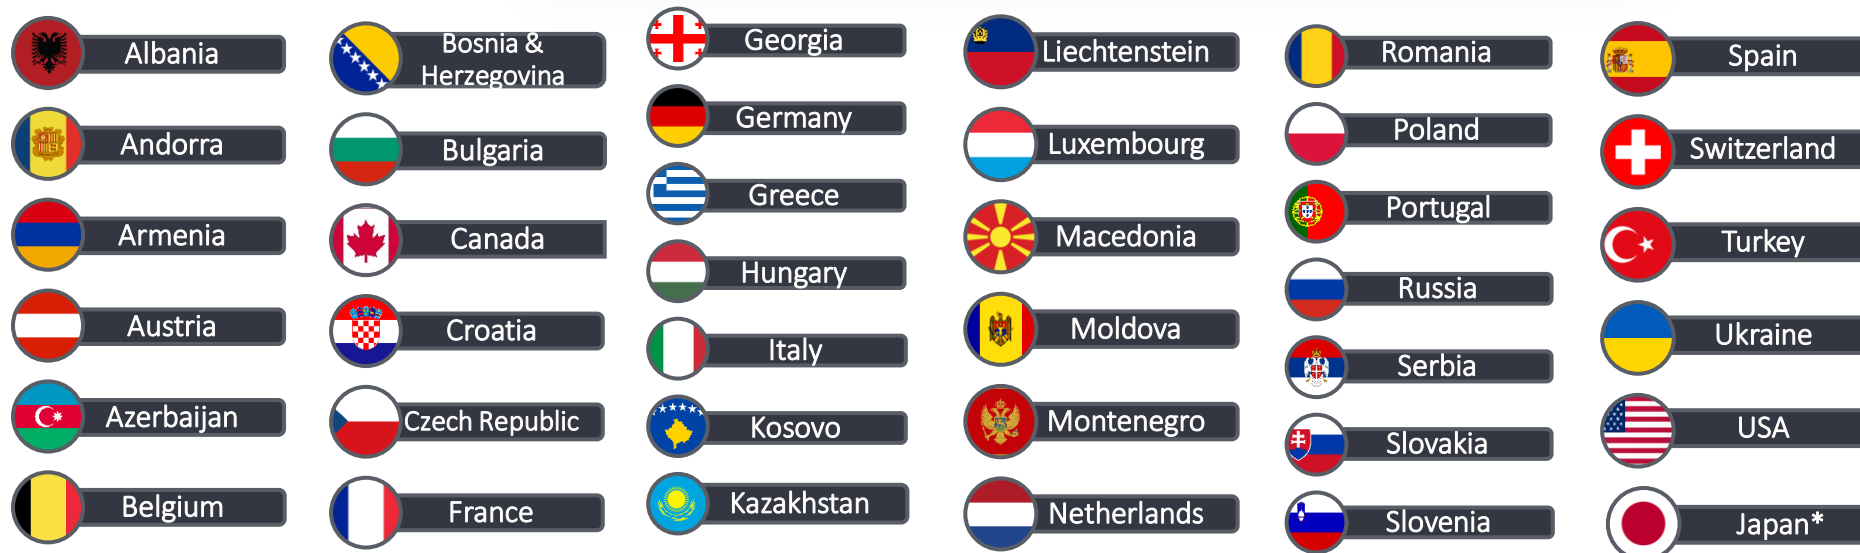 Albania
Andorra
Armenia
Austria
Azerbaijan
Belgium
Bosnia &
Herzegovina
Bulgaria
Canada
Croatia
Czech Republic
France
Georgia
Germany
Greece
Hungary
Italy
Kosovo
Kazakhstan
Liechtenstein
Luxembourg
Macedonia
Moldova
Montenegro
Netherlands
Romania
Poland
Portugal
Russia
Serbia
Slovakia
Slovenia
Spain
Switzerland
Turkey
Ukraine
USA
Japan*